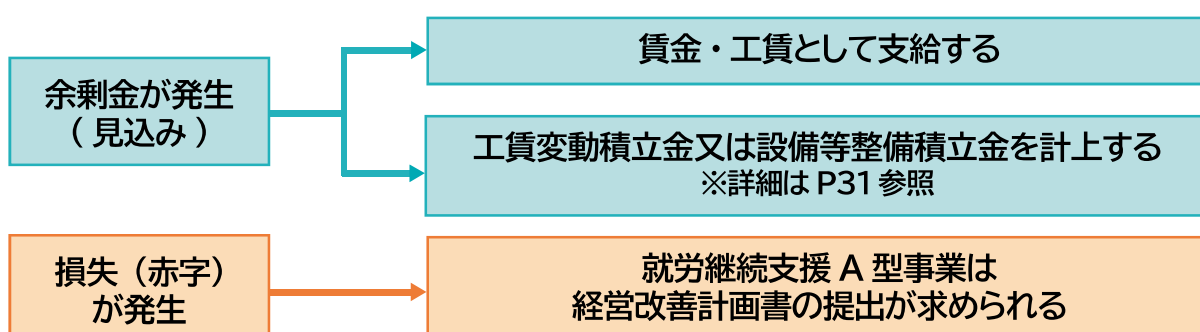 余剰金が発生
（見込み）
賃金・工賃として支給する
工賃変動積立金又は設備等整備積立金を計上する
※詳細は P31 参照
損失（赤字）
が発生
就労継続支援 A 型事業は
経営改善計画書の提出が求められる